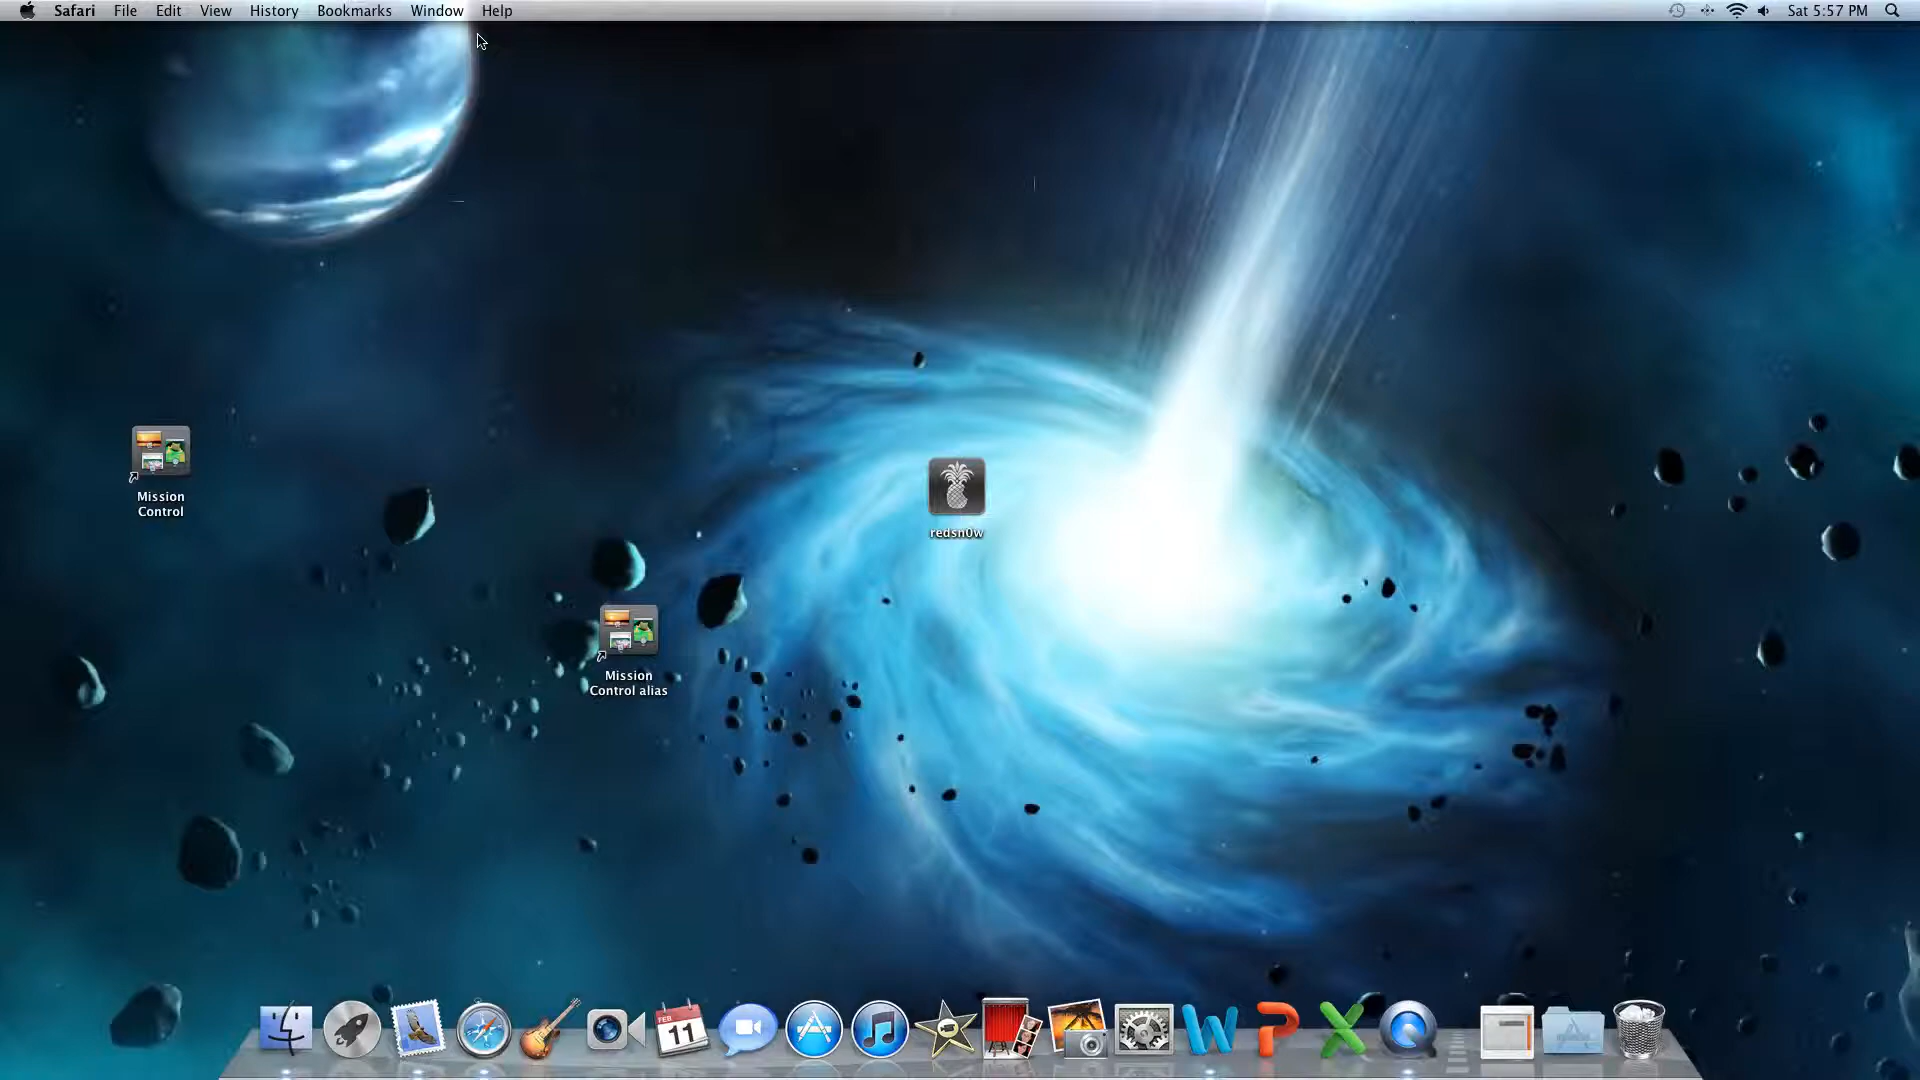 Safari File Edit View History Bookmarks Window Help Sat 5:57 PM
Mission
Control
redsn0w
Mission
Control alias
FEB
11